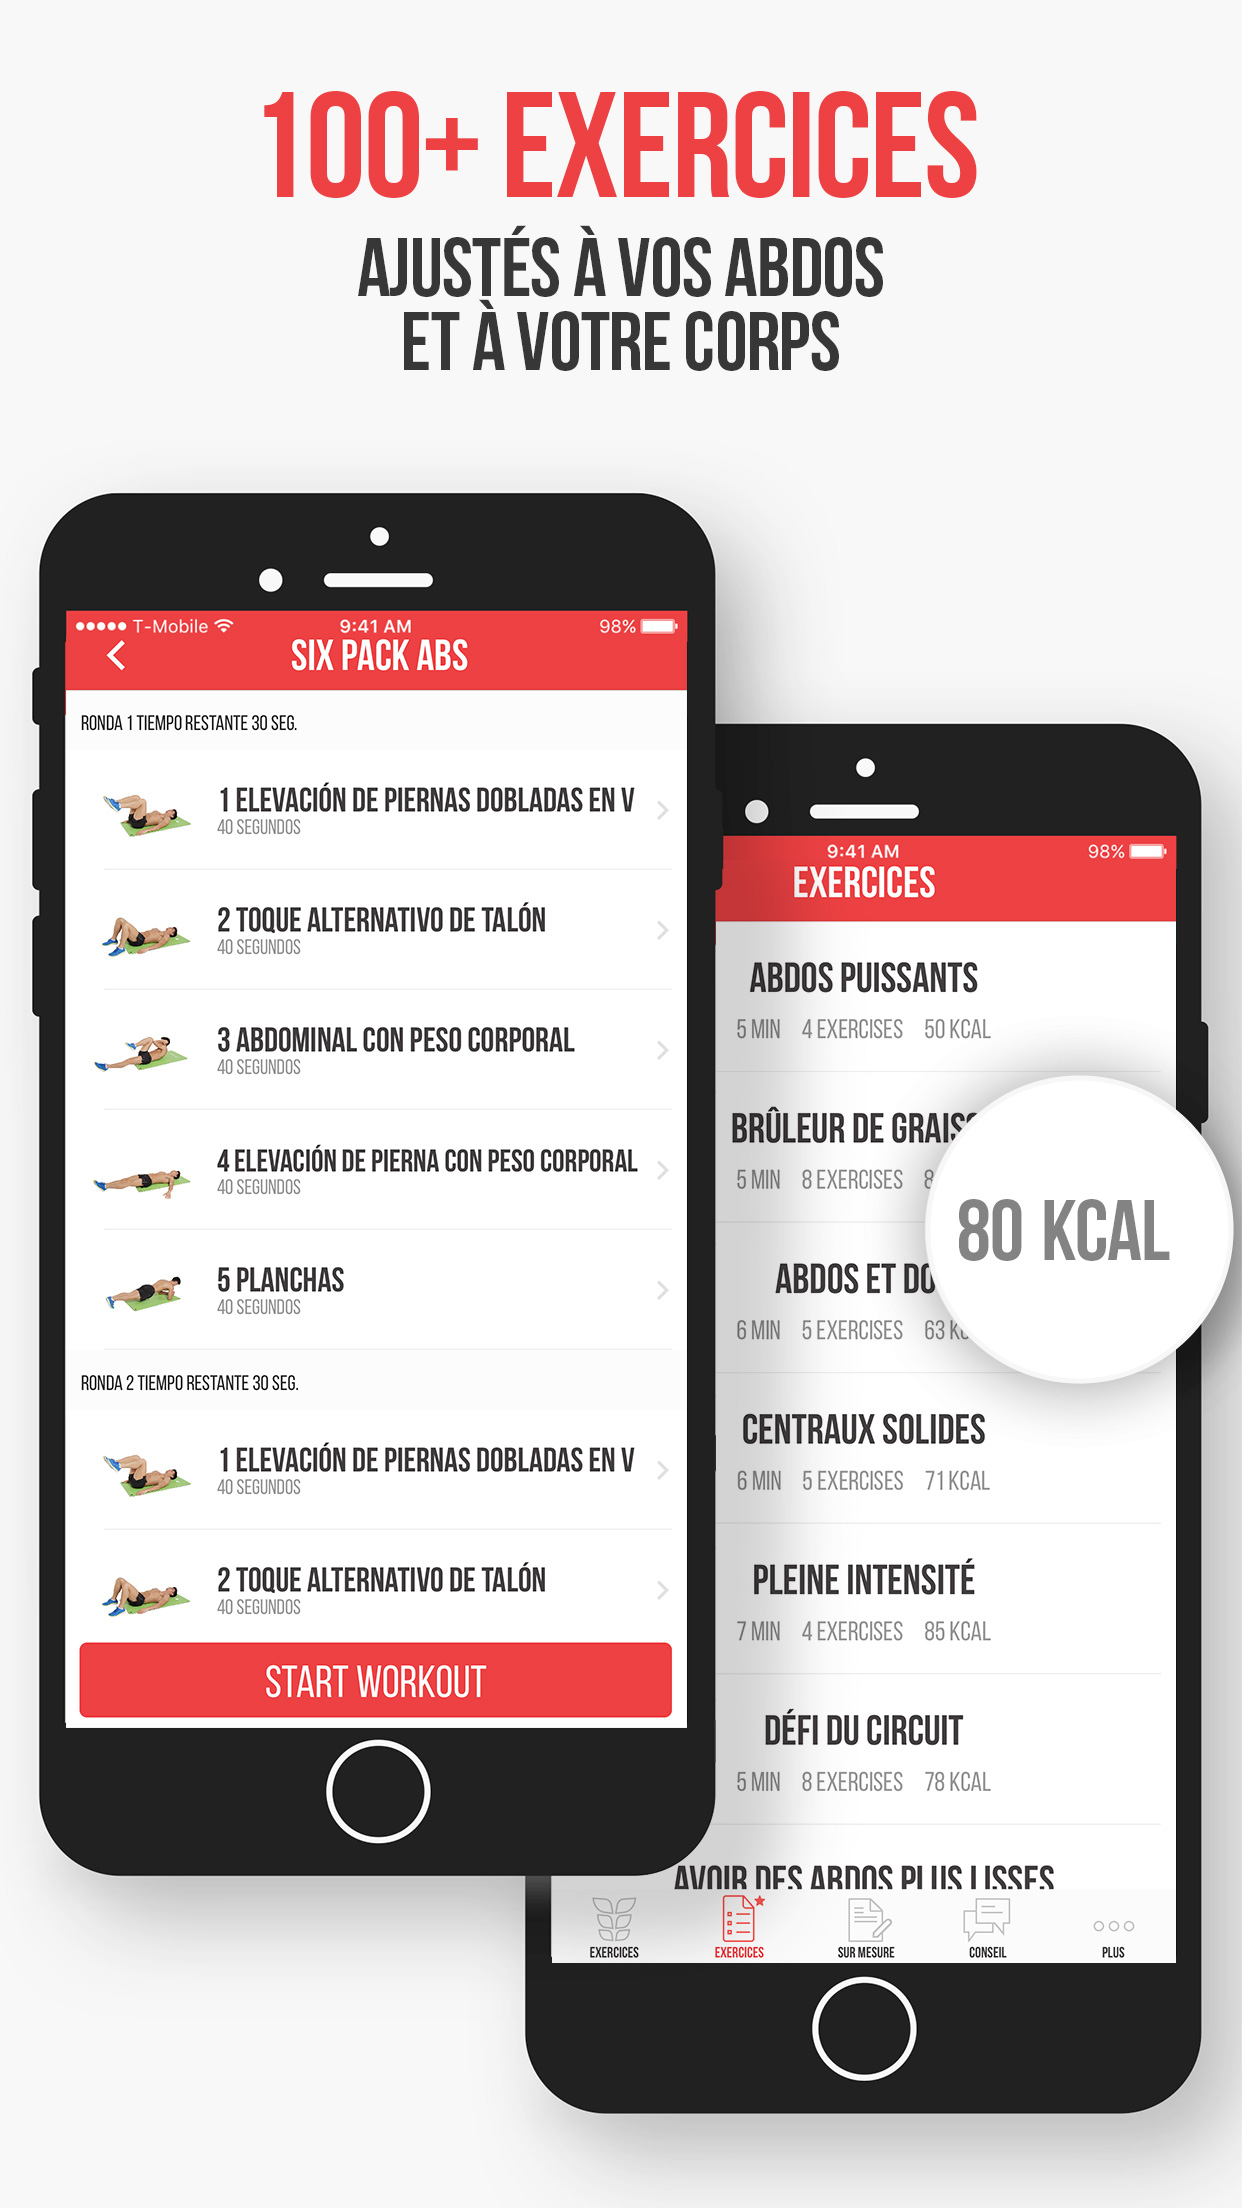 100+ EXERCICES
AJUSTÉS À VOS ABDOS
ET À VOTRE CORPS
T-Mobile 9:41 AM 98%
SIX PACK ABS
RONDA 1 TIEMPO RESTANTE 30 SEG.
1 ELEVACIÓN DE PIERNAS DOBLADAS EN V
40 SEGUNDOS
2 TOQUE ALTERNATIVO DE TALÓN
40 SEGUNDOS
3 ABDOMINAL CON PESO CORPORAL
40 SEGUNDOS
4 ELEVACIÓN DE PIERNA CON PESO CORPORAL
40 SEGUNDOS
5 PLANCHAS
40 SEGUNDOS
RONDA 2 TIEMPO RESTANTE 30 SEG.
1 ELEVACIÓN DE PIERNAS DOBLADAS EN V
40 SEGUNDOS
2 TOQUE ALTERNATIVO DE TALÓN
40 SEGUNDOS
START WORKOUT
9:41 AM 98%
EXERCICES
ABDOS PUISSANTS
5 MIN 4 EXERCISES 50 KCAL
BRÛLEUR DE
5 MIN 8 EXERCISES
80 KCAL
ABDOS ET
6 MIN 5 EXERCISES 63
CENTRAUX SOLIDES
6 MIN 5 EXERCISES 71 KCAL
PLEINE INTENSITÉ
7 MIN 4 EXERCISES 85 KCAL
DÉFI DU CIRCUIT
5 MIN 8 EXERCISES 78 KCAL
AVOIR DES ABDOS PLUS LISSES
EXERCICES EXERCICES SUR MESURE CONSEIL PLUS